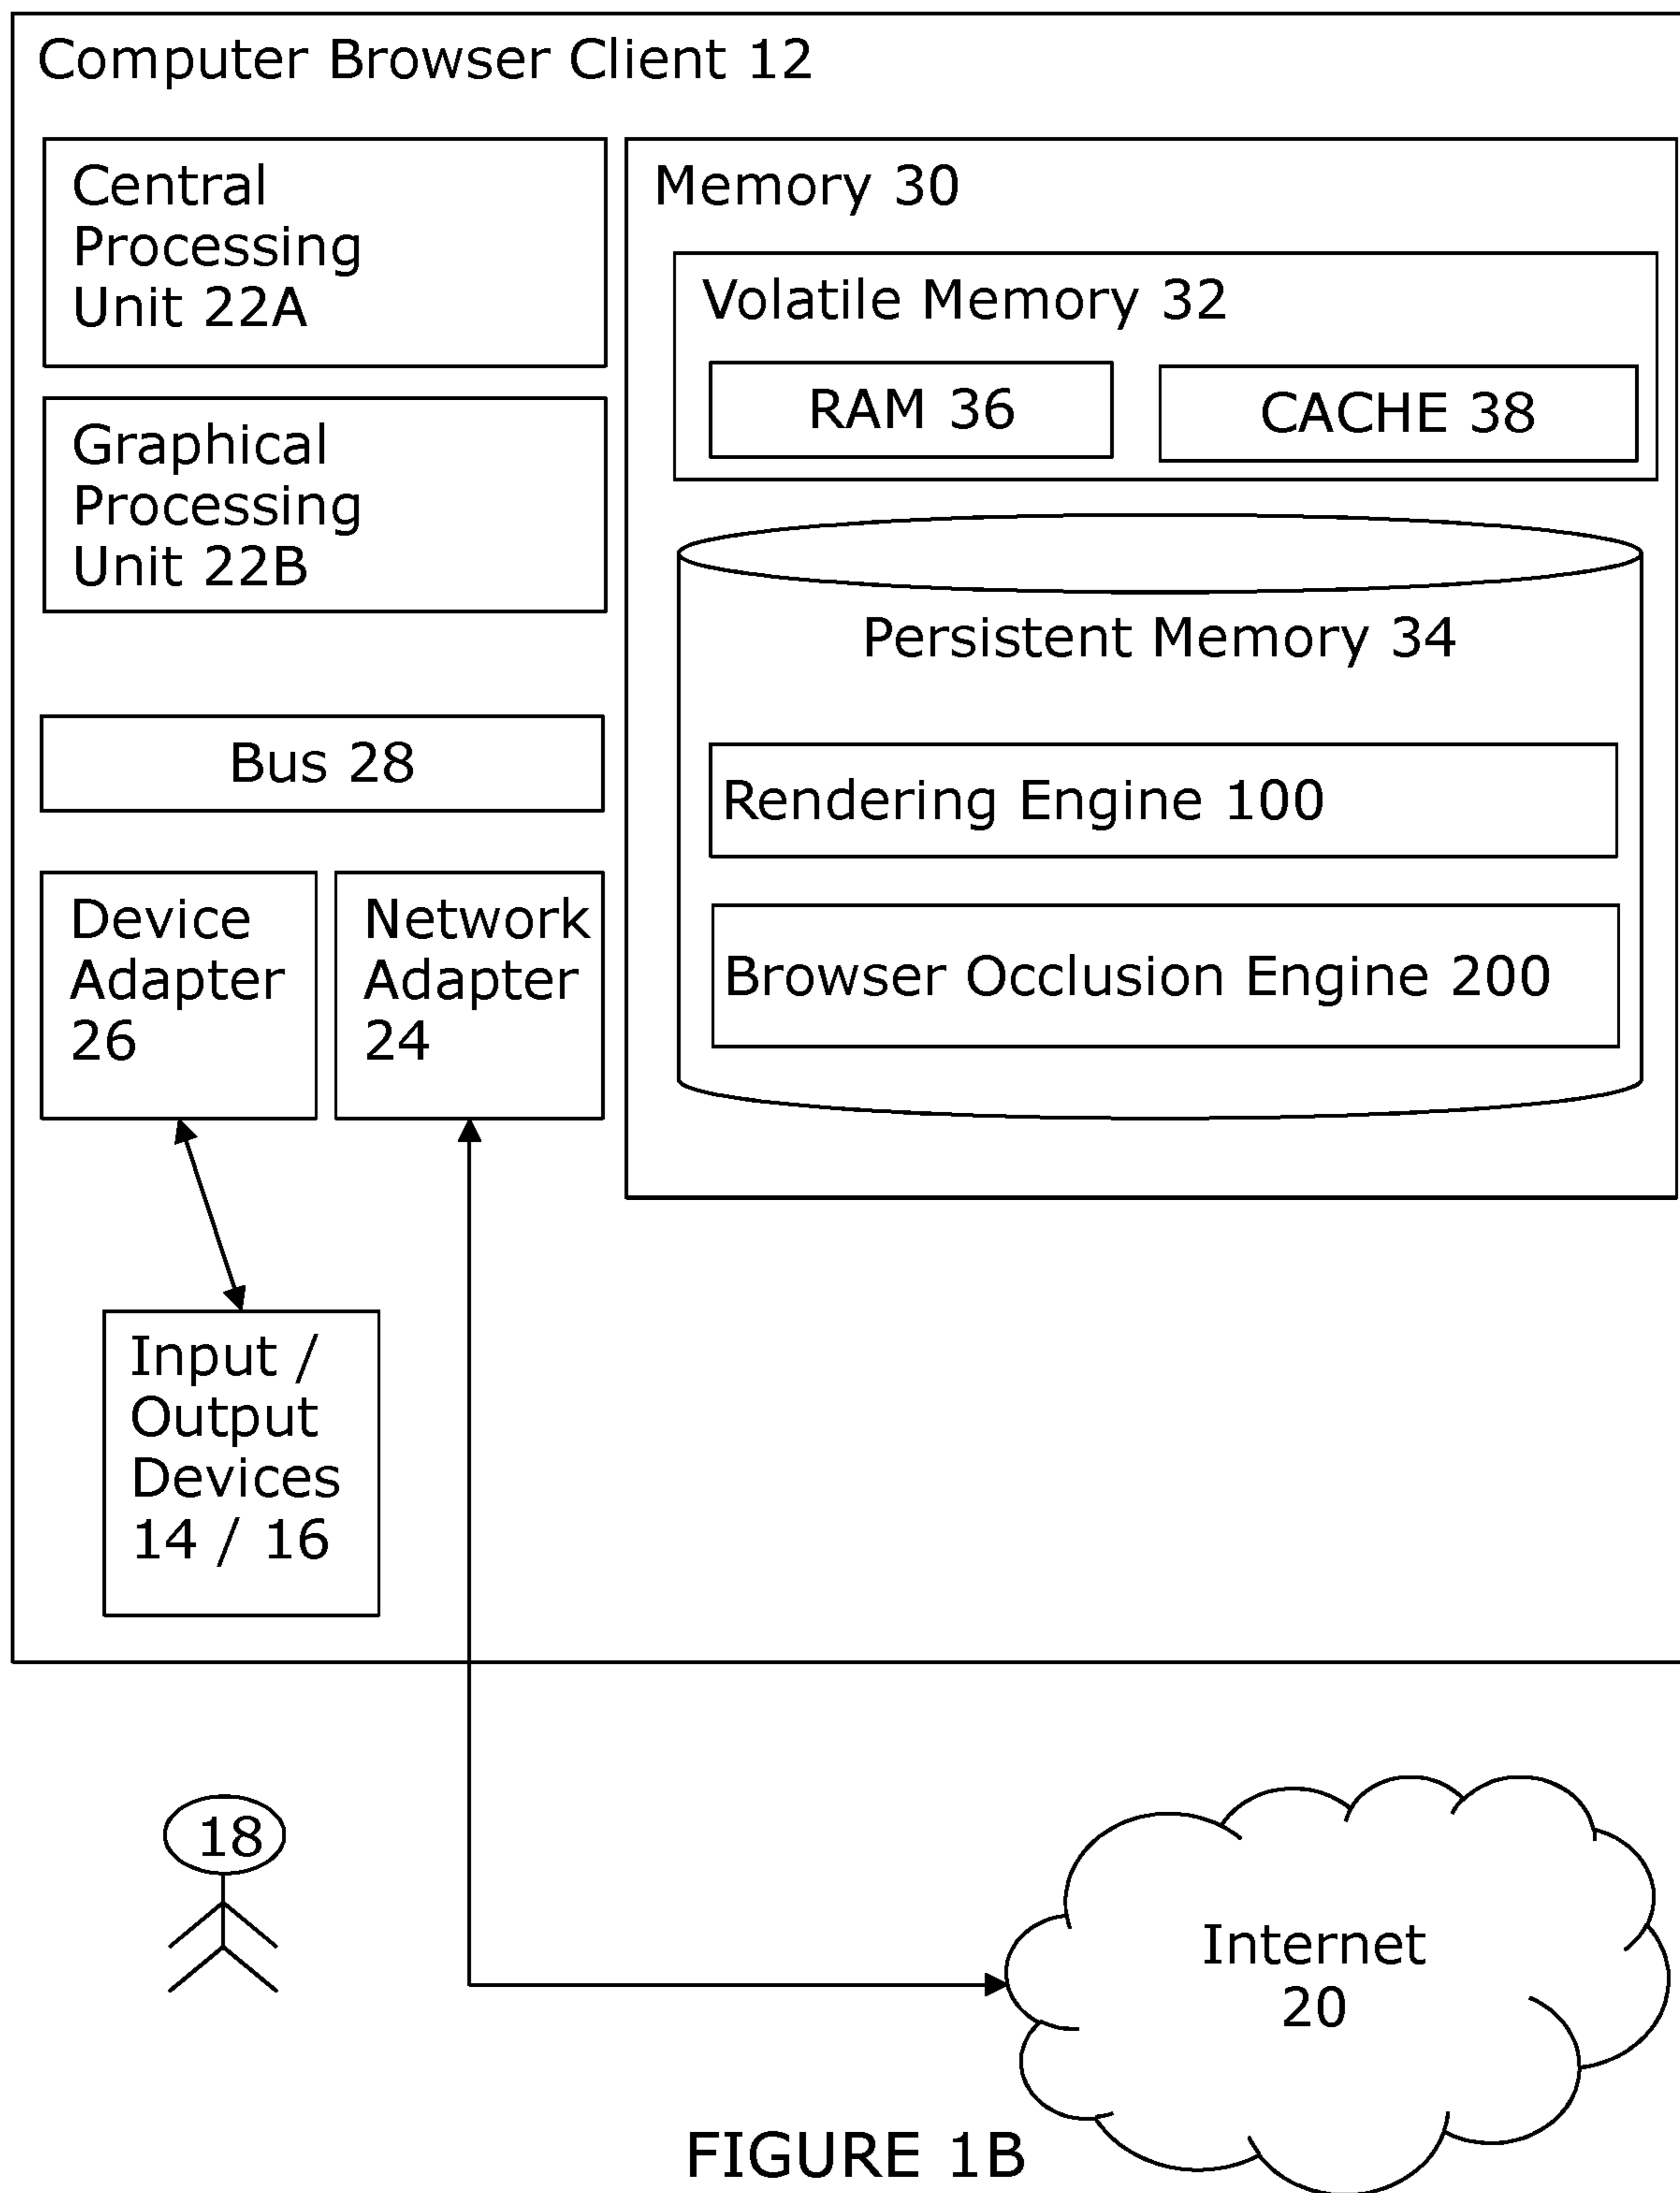 Computer Browser Client 12
Central
Processing
Unit 22A
Graphical
Processing
Unit 22B
Bus 28
Device
Adapter
26
Network
Adapter
24
Input /
Output
Devices
14 / 16
Memory 30
Volatile Memory 32
RAM 36
CACHE 38
Persistent Memory 34
Rendering Engine 100
Browser Occlusion Engine 200
18
Internet
20
FIGURE 1B